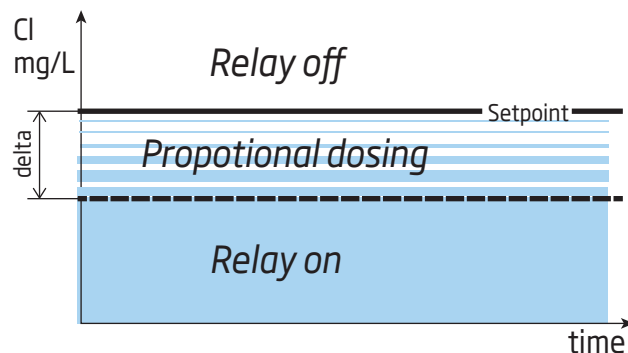 Cl
mg/L
Relay off
Setpoint
delta
Propotional dosing
Relay on
time